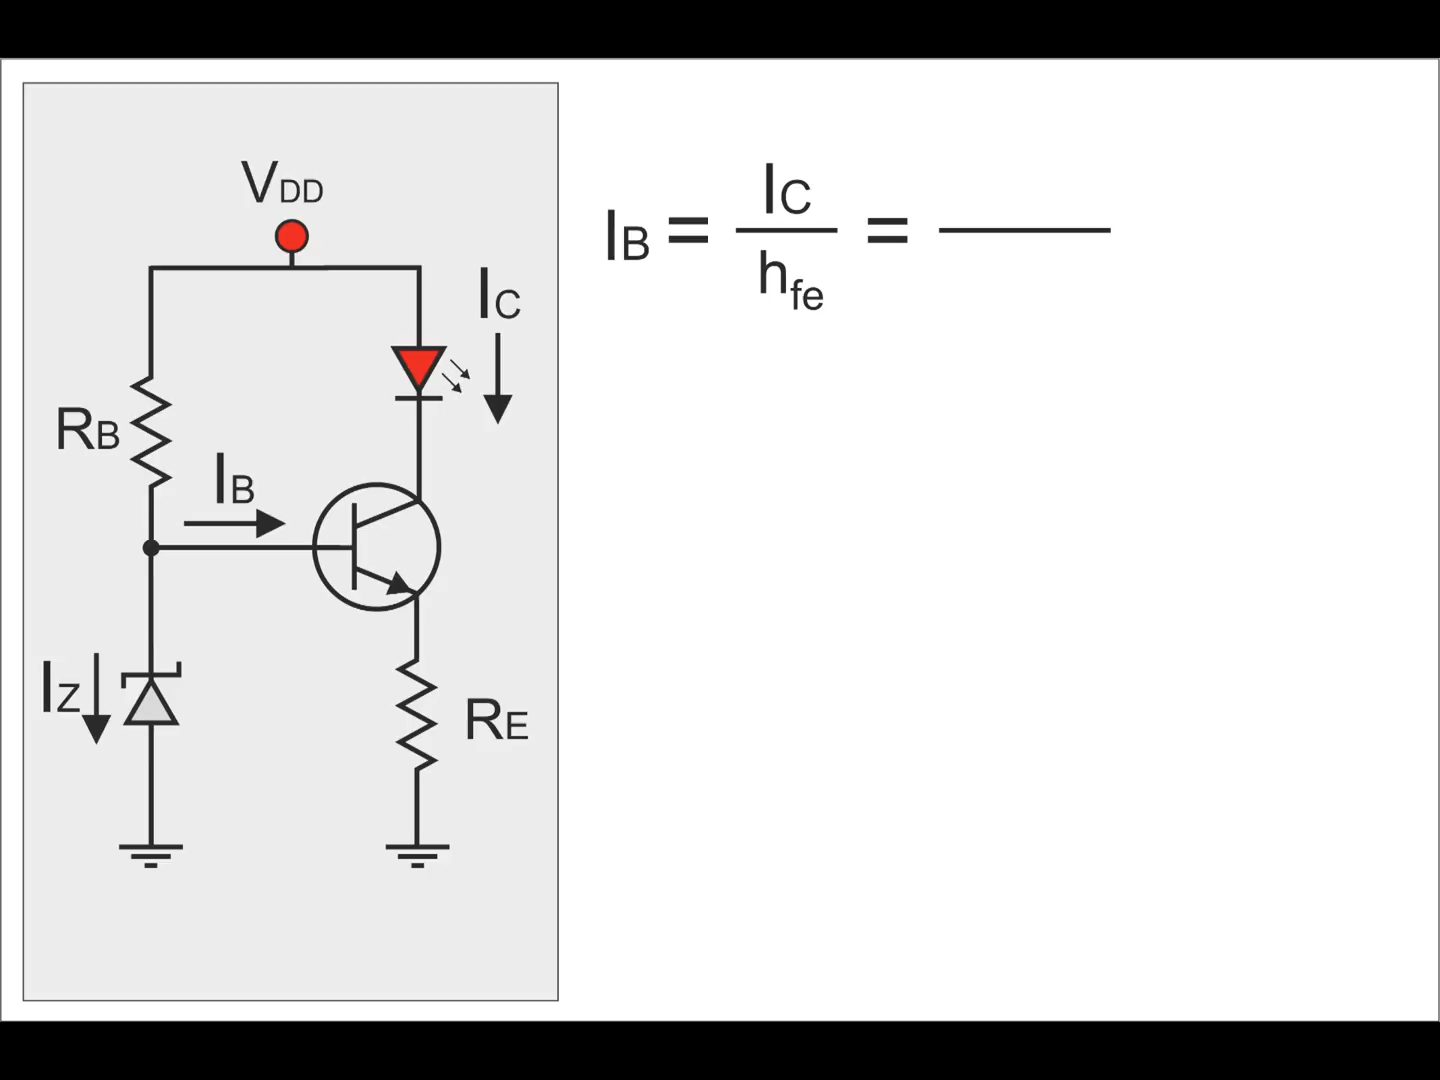 VDD
IC
RB
IB
IZ
RE
IB = IC / hfe =